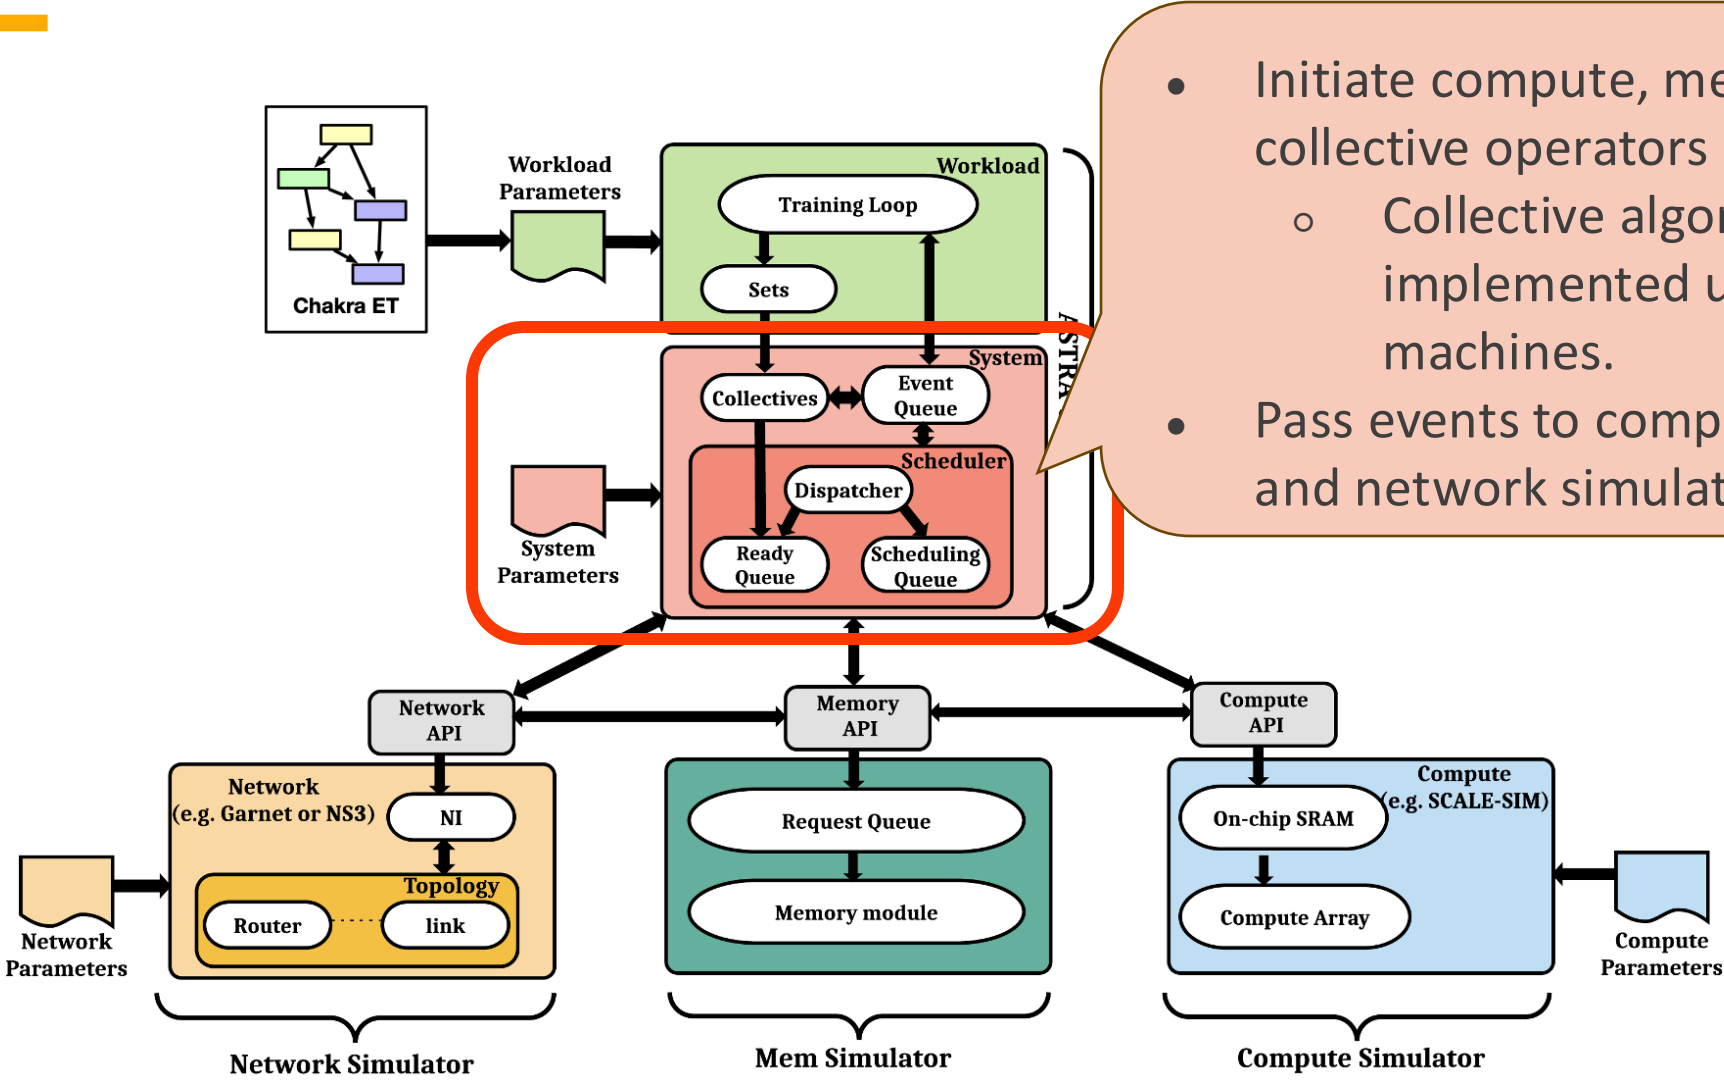 Initiate compute, me
collective operators
Collective algor
implemented u
machines.
Pass events to comp
and network simulat
Workload
Parameters
Workload
Training Loop
Sets
Chakra ET
ASTRA
System
Collectives
Event
Queue
Scheduler
Dispatcher
Ready
Queue
Scheduling
Queue
System
Parameters
Network
API
Memory
API
Compute
API
Network
(e.g. Garnet or NS3)
NI
Topology
Router
link
Network
Parameters
Request Queue
Memory module
Compute
(e.g. SCALE-SIM)
On-chip SRAM
Compute Array
Compute
Parameters
Network Simulator
Mem Simulator
Compute Simulator